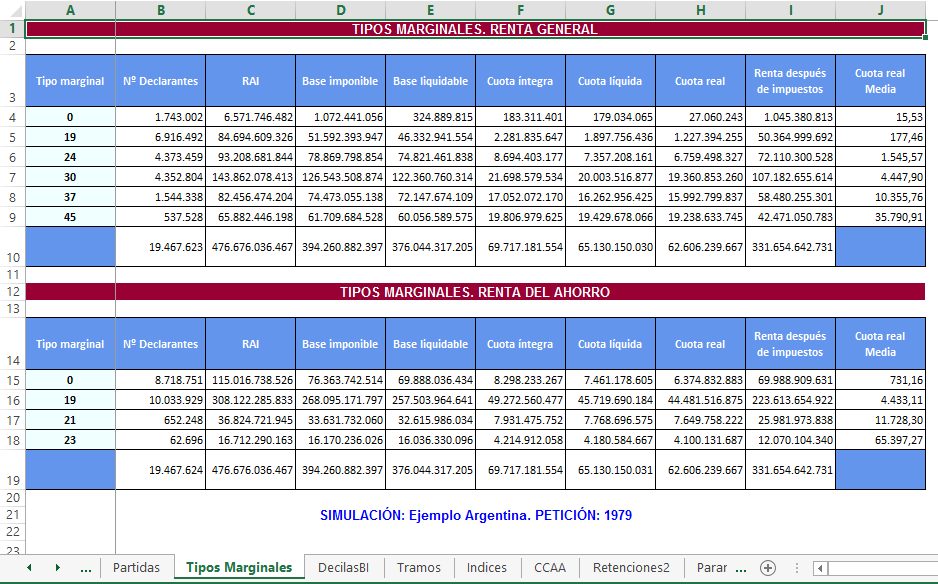 A B C D E F G H I J
1 TIPOS MARGINALES. RENTA GENERAL
2
3 Tipo marginal Nº Declarantes RAI Base imponible Base liquidable Cuota íntegra Cuota líquida Cuota real Renta después de impuestos Cuota real Media
4 0 1.743.002 6.571.746.482 1.072.441.056 324.889.815 183.311.401 179.034.065 27.060.243 1.045.380.813 15,53
5 19 6.916.492 84.694.609.326 51.592.393.947 46.332.941.554 2.281.835.647 1.897.756.436 1.227.394.255 50.364.999.692 177,46
6 24 4.373.459 93.208.681.844 78.869.798.854 74.821.461.838 8.694.403.177 7.357.208.161 6.759.498.327 72.110.300.528 1.545,57
7 30 4.352.804 143.862.078.413 126.543.508.874 122.360.760.314 21.698.579.534 20.003.516.877 19.360.853.260 107.182.655.614 4.447,90
8 37 1.544.338 82.456.474.204 74.473.055.138 72.147.674.109 17.052.072.170 16.262.956.425 15.992.799.837 58.480.255.301 10.355,76
9 45 537.528 65.882.446.198 61.709.684.528 60.056.589.575 19.806.979.625 19.429.678.066 19.238.633.745 42.471.050.783 35.790,91
10 19.467.623 476.676.036.467 394.260.882.397 376.044.317.205 69.717.181.554 65.130.150.030 62.606.239.667 331.654.642.731
11
12 TIPOS MARGINALES. RENTA DEL AHORRO
13
14 Tipo marginal Nº Declarantes RAI Base imponible Base liquidable Cuota íntegra Cuota líquida Cuota real Renta después de impuestos Cuota real Media
15 0 8.718.751 115.016.738.526 76.363.742.514 69.888.036.434 8.298.233.267 7.461.178.605 6.374.832.883 69.988.909.631 731,16
16 19 10.033.929 308.122.285.833 268.095.171.797 257.503.964.641 49.272.560.477 45.719.690.184 44.481.516.875 223.613.654.922 4.433,11
17 21 652.248 36.824.721.945 33.631.732.060 32.615.986.034 7.931.475.752 7.768.696.575 7.649.758.222 25.981.973.838 11.728,30
18 23 62.696 16.712.290.163 16.170.236.026 16.036.330.096 4.214.912.058 4.180.584.667 4.100.131.687 12.070.104.340 65.397,27
19 19.467.624 476.676.036.467 394.260.882.397 376.044.317.205 69.717.181.554 65.130.150.031 62.606.239.667 331.654.642.731
20
21 SIMULACIÓN: Ejemplo Argentina. PETICIÓN: 1979
22
23
... Partidas Tipos Marginales DecilasBI Tramos Indices CCAA Retenciones2 Parar ...